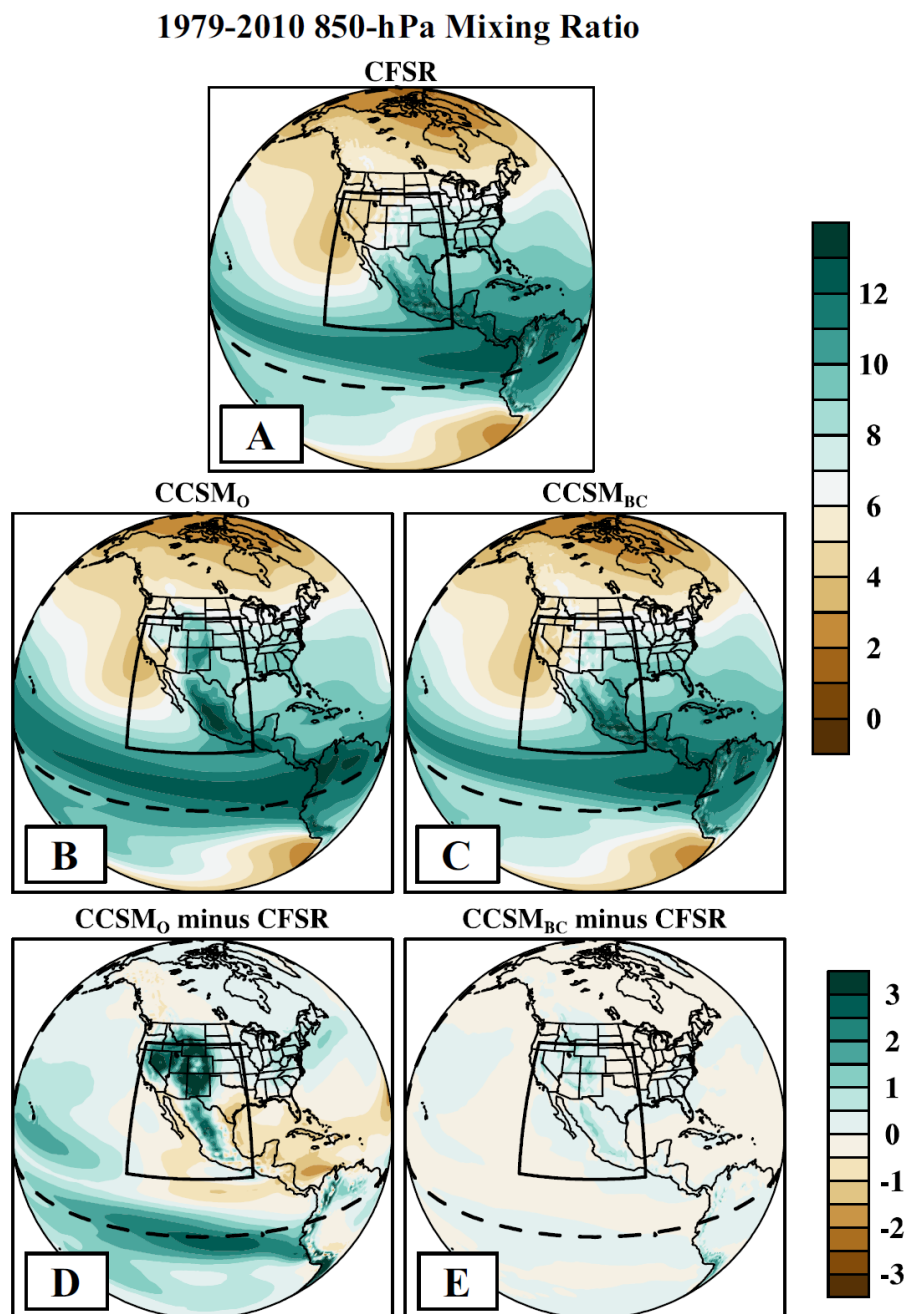 1979-2010 850-hPa Mixing Ratio
CFSR
A
12
10
8
6
4
2
0
CCSMO
CCSMBC
B
C
CCSMO minus CFSR
CCSMBC minus CFSR
D
E
3
2
1
0
-1
-2
-3